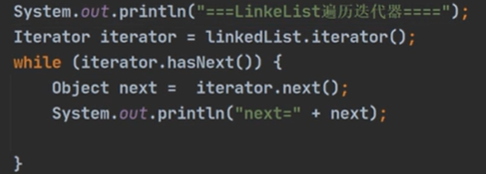 System.out.println("===LinkeList遍历迭代器====");
Iterator iterator = linkedList.iterator();
while (iterator.hasNext()) {
    Object next =  iterator.next();
    System.out.println("next=" + next);
}